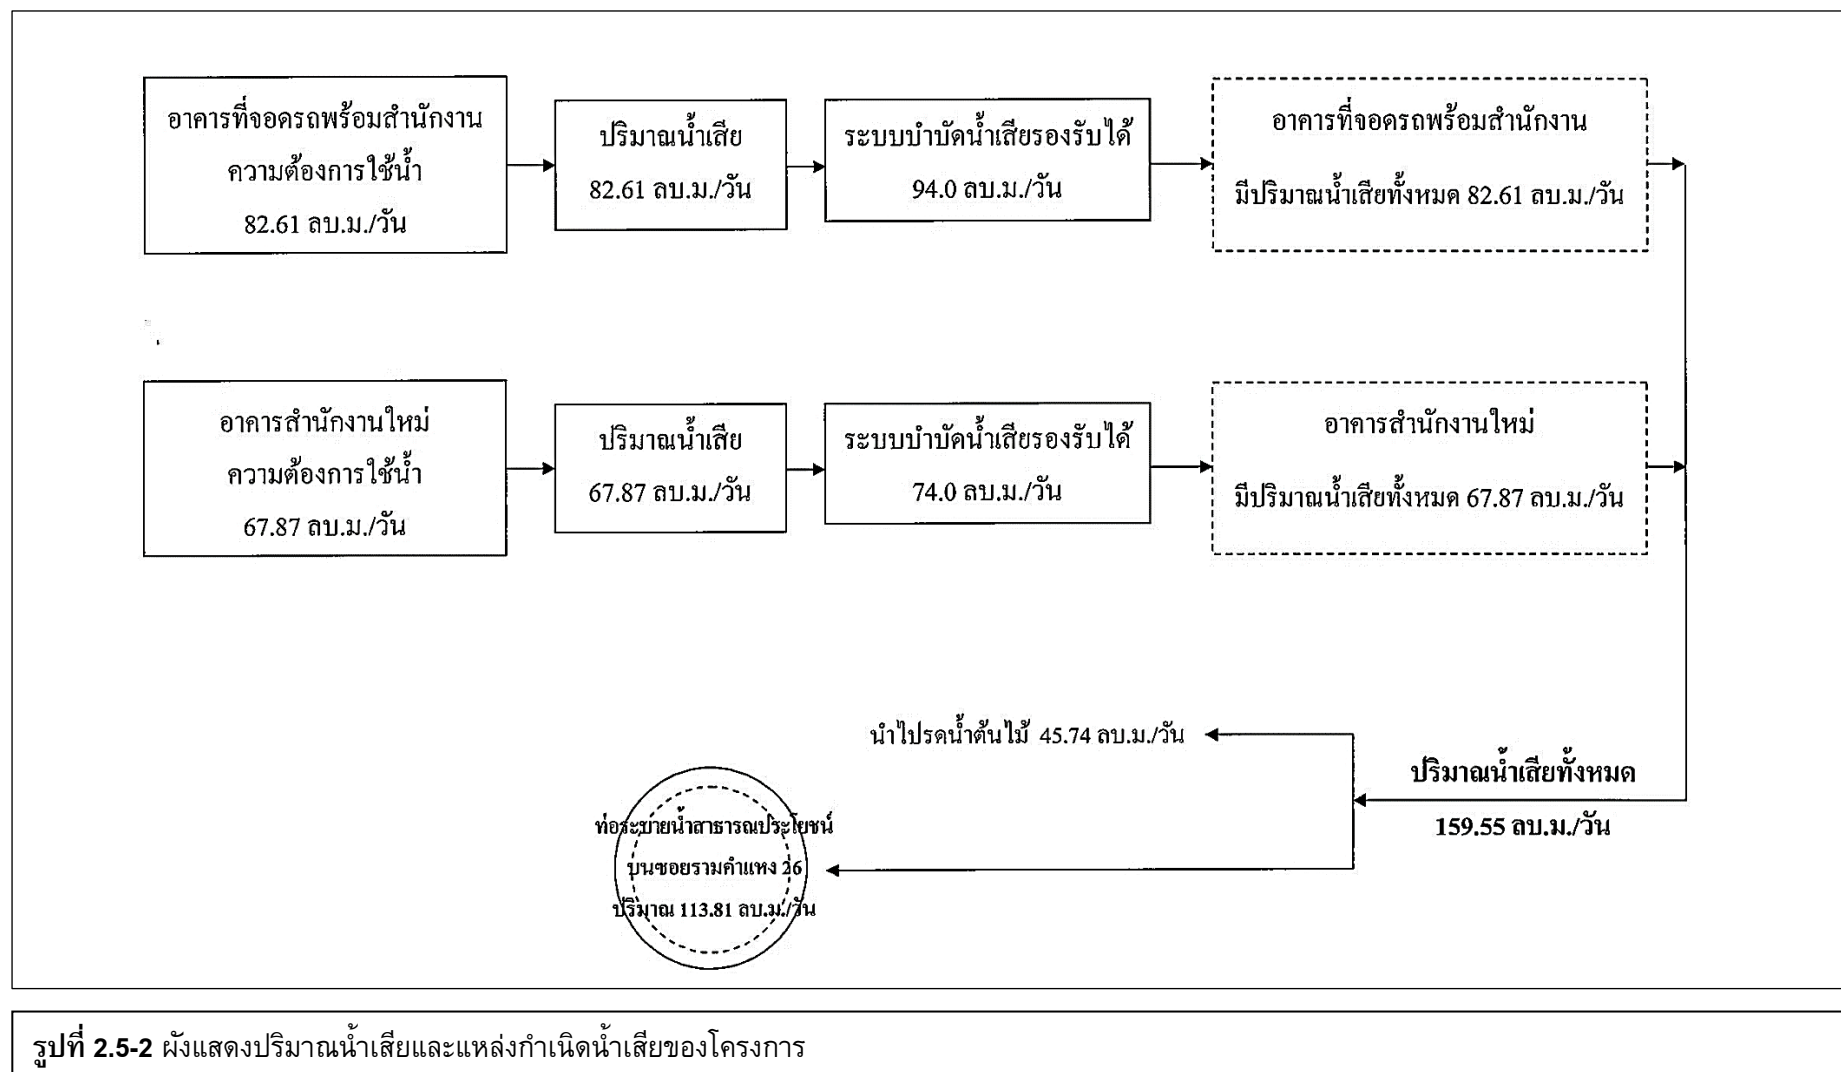 อาคารที่จอดรถพร้อมสำนักงาน
ความต้องการใช้น้ำ
82.61 ลบ.ม./วัน
ปริมาณน้ำเสีย
82.61 ลบ.ม./วัน
ระบบบำบัดน้ำเสียรองรับได้
94.0 ลบ.ม./วัน
อาคารที่จอดรถพร้อมสำนักงาน
มีปริมาณน้ำเสียทั้งหมด 82.61 ลบ.ม./วัน
อาคารสำนักงานใหม่
ความต้องการใช้น้ำ
67.87 ลบ.ม./วัน
ปริมาณน้ำเสีย
67.87 ลบ.ม./วัน
ระบบบำบัดน้ำเสียรองรับได้
74.0 ลบ.ม./วัน
อาคารสำนักงานใหม่
มีปริมาณน้ำเสียทั้งหมด 67.87 ลบ.ม./วัน
นำไปรดน้ำต้นไม้ 45.74 ลบ.ม./วัน
ปริมาณน้ำเสียทั้งหมด
159.55 ลบ.ม./วัน
ท่อระบายน้ำสาธารณประโยชน์
บนซอยรามคำแหง 26
ปริมาณ 113.81 ลบ.ม./วัน
รูปที่ 2.5-2 ผังแสดงปริมาณน้ำเสียและแหล่งกำเนิดน้ำเสียของโครงการ